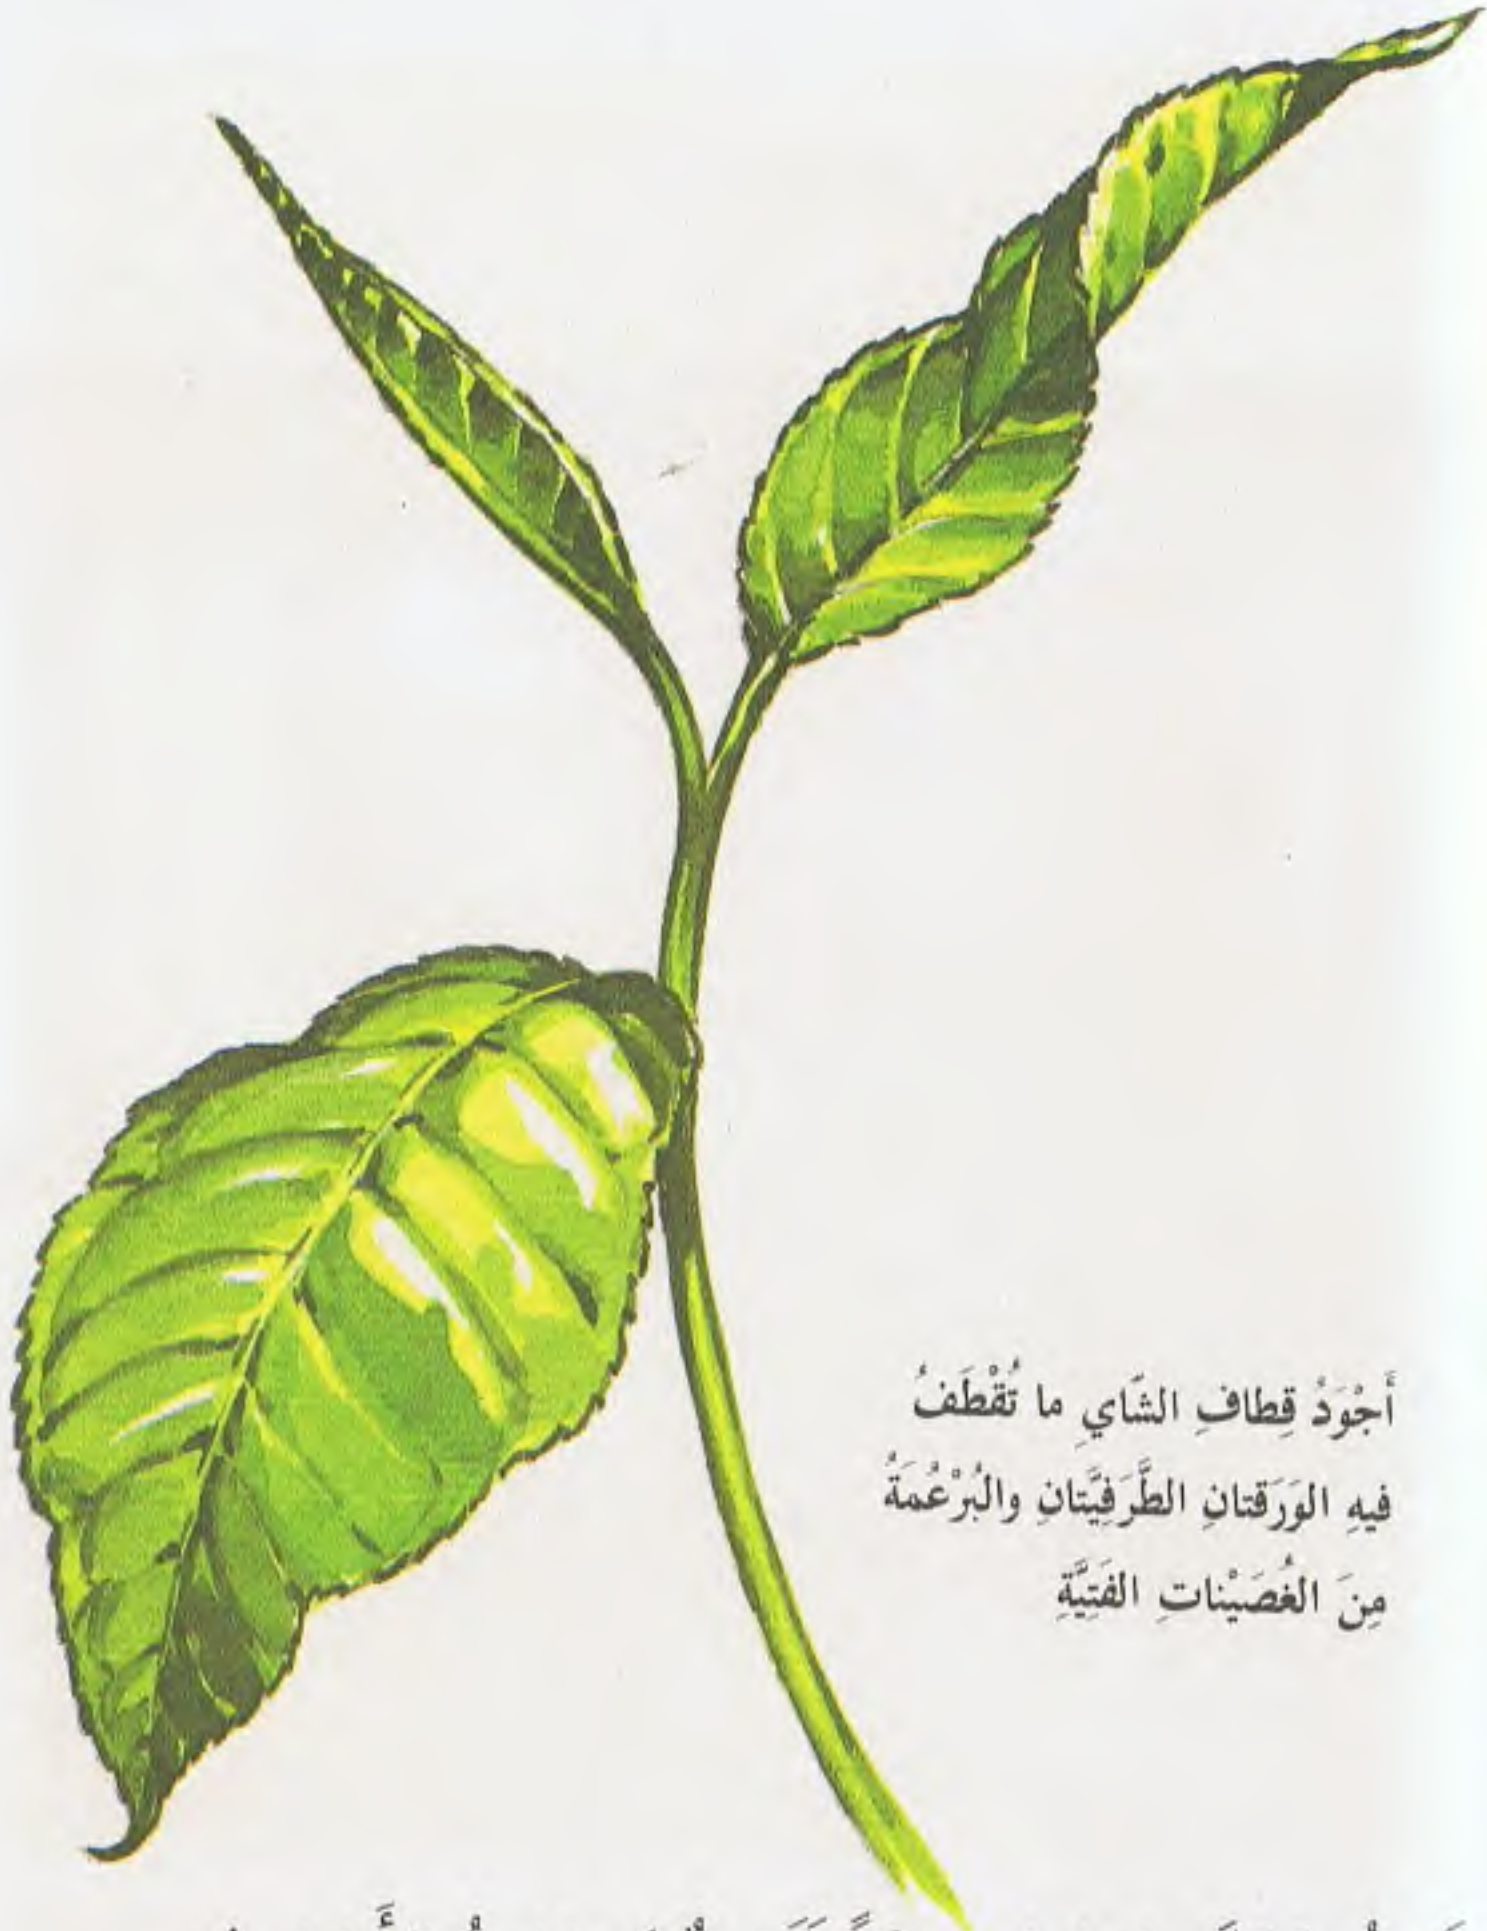 أَجْوَدُ قِطافِ الشّايِ ما تُقْطَفُ
فيهِ الوَرَقتانِ الطَّرَفِيَّتانِ والبُرْعُمَةُ
مِنَ الغُصَيْناتِ الفَتِيَّةِ